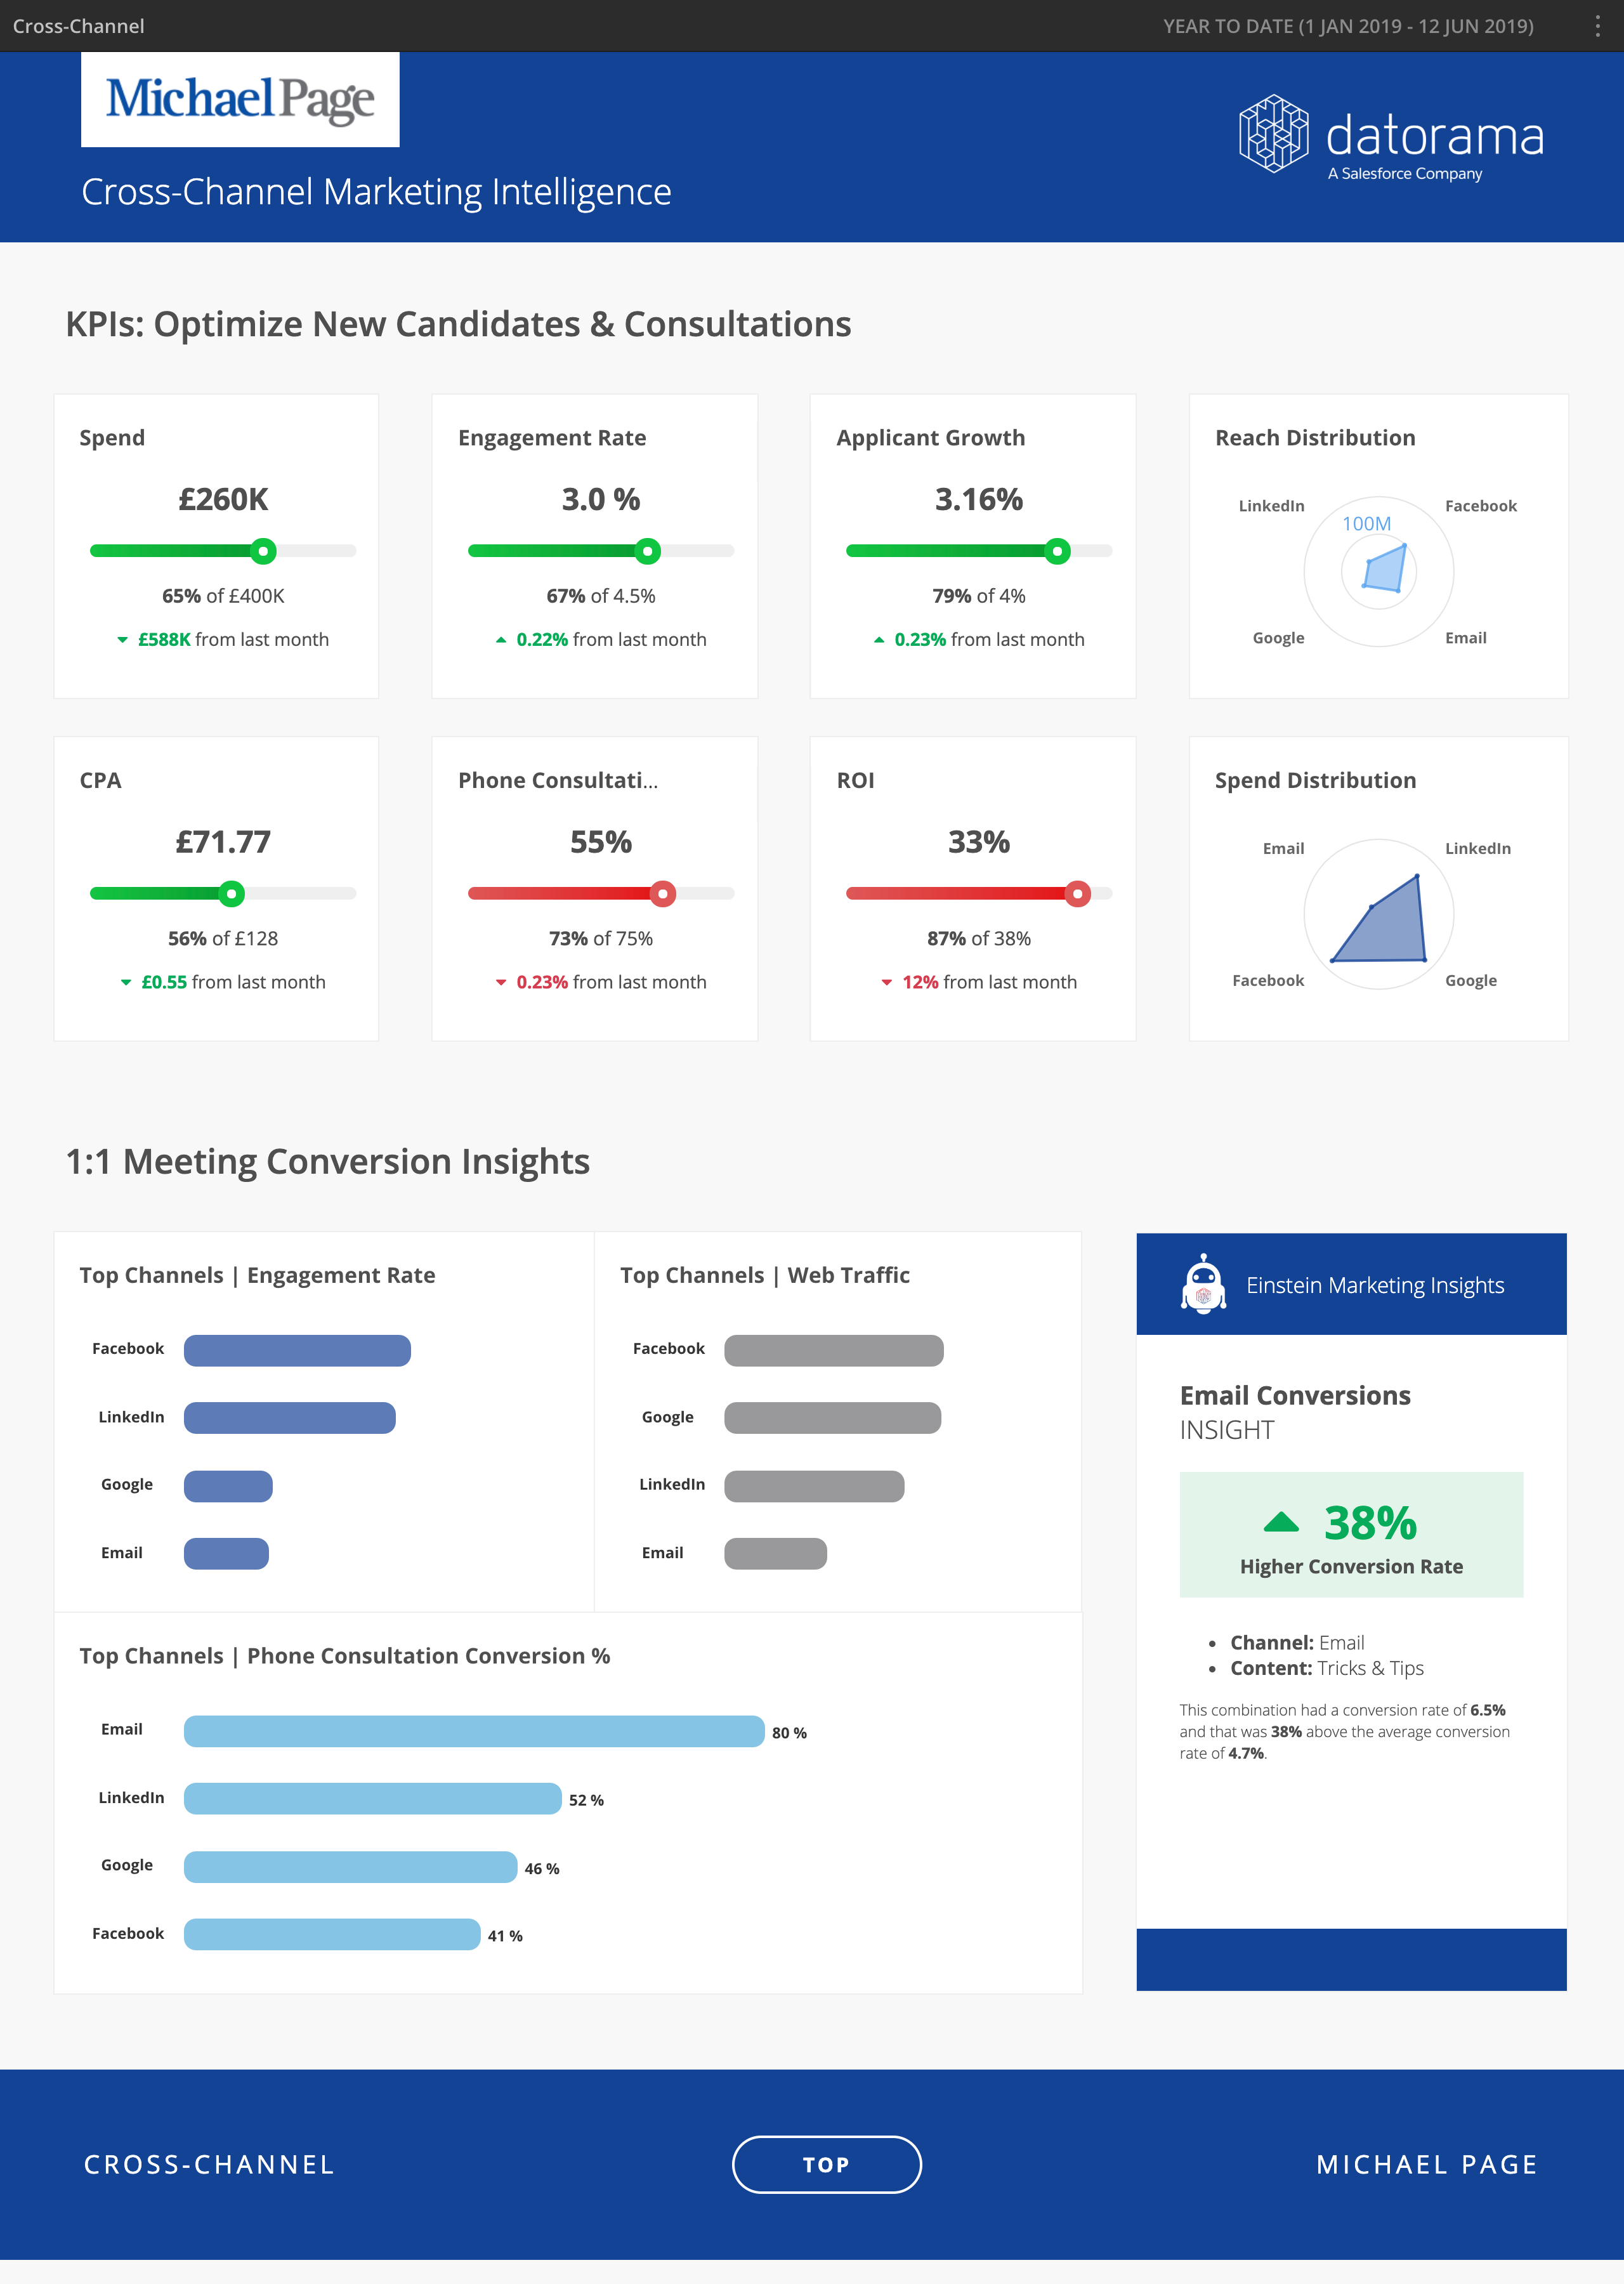 Cross-Channel
YEAR TO DATE (1 JAN 2019 - 12 JUN 2019)
Michael Page
Cross-Channel Marketing Intelligence
datorama
A Salesforce Company
KPIs: Optimize New Candidates & Consultations
Spend
£260K
65% of £400K
£588K from last month
Engagement Rate
3.0 %
67% of 4.5%
0.22% from last month
Applicant Growth
3.16%
79% of 4%
0.23% from last month
Reach Distribution
LinkedIn
Facebook
100M
Google
Email
CPA
£71.77
56% of £128
£0.55 from last month
Phone Consultati...
55%
73% of 75%
0.23% from last month
ROI
33%
87% of 38%
12% from last month
Spend Distribution
Email
LinkedIn
Facebook
Google
1:1 Meeting Conversion Insights
Top Channels | Engagement Rate
Facebook
LinkedIn
Google
Email
Top Channels | Web Traffic
Facebook
Google
LinkedIn
Email
Top Channels | Phone Consultation Conversion %
Email
80 %
LinkedIn
52 %
Google
46 %
Facebook
41 %
Einstein Marketing Insights
Email Conversions
INSIGHT
38%
Higher Conversion Rate
• Channel: Email
• Content: Tricks & Tips
This combination had a conversion rate of 6.5%
and that was 38% above the average conversion
rate of 4.7%.
CROSS-CHANNEL
TOP
MICHAEL PAGE